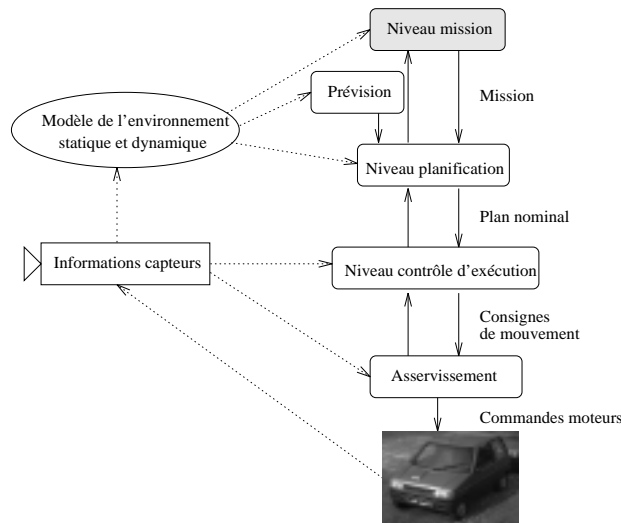 Niveau mission
Prévision
Mission
Modèle de l'environnement
statique et dynamique
Niveau planification
Plan nominal
Informations capteurs
Niveau contrôle d'exécution
Consignes
de mouvement
Asservissement
Commandes moteurs